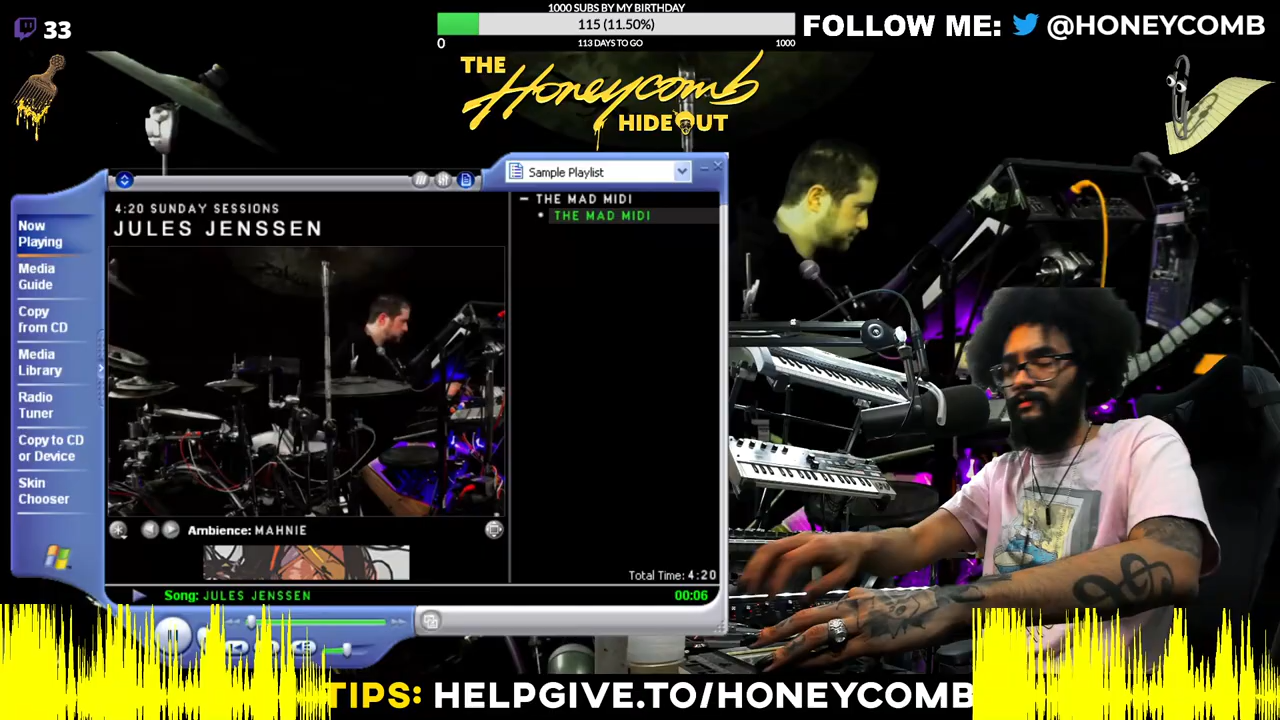 33
1000 SUBS BY MY BIRTHDAY
115 (11.50%)
0
113 DAYS TO GO
1000
FOLLOW ME: @HONEYCOMB
THE
Honeycomb
HIDEOUT
Sample Playlist
THE MAD MIDI
THE MAD MIDI
4:20 SUNDAY SESSIONS
JULES JENSSEN
Now
Playing
Media
Guide
Copy
from CD
Media
Library
Radio
Tuner
Copy to CD
or Device
Skin
Chooser
Ambience: MAHNIE
Total Time: 4:20
Song: JULES JENSSEN
00:06
TIPS: HELPGIVE.TO/HONEYCOMB